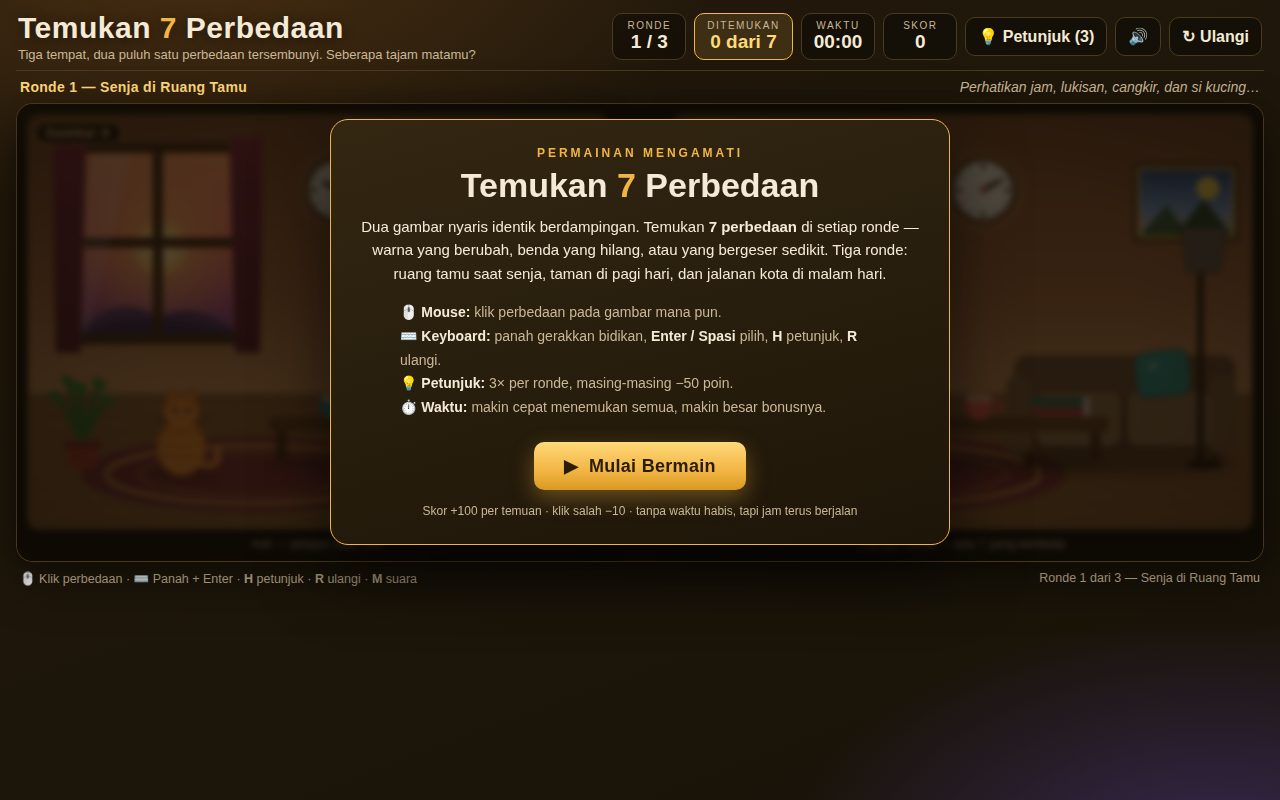 Temukan 7 Perbedaan
Tiga tempat, dua puluh satu perbedaan tersembunyi. Seberapa tajam matamu?
RONDE
1 / 3
DITEMUKAN
0 dari 7
WAKTU
00:00
SKOR
0
💡 Petunjuk (3)
🔊
↻ Ulangi
Ronde 1 — Senja di Ruang Tamu
Perhatikan jam, lukisan, cangkir, dan si kucing…
PERMAINAN MENGAMATI
Temukan 7 Perbedaan
Dua gambar nyaris identik berdampingan. Temukan 7 perbedaan di setiap ronde —
warna yang berubah, benda yang hilang, atau yang bergeser sedikit. Tiga ronde:
ruang tamu saat senja, taman di pagi hari, dan jalanan kota di malam hari.
🖱️ Mouse: klik perbedaan pada gambar mana pun.
⌨️ Keyboard: panah gerakkan bidikan, Enter / Spasi pilih, H petunjuk, R
ulangi.
💡 Petunjuk: 3× per ronde, masing-masing −50 poin.
⏱️ Waktu: makin cepat menemukan semua, makin besar bonusnya.
▶ Mulai Bermain
Skor +100 per temuan · klik salah −10 · tanpa waktu habis, tapi jam terus berjalan
🖱️ Klik perbedaan · ⌨️ Panah + Enter · H petunjuk · R ulangi · M suara
Ronde 1 dari 3 — Senja di Ruang Tamu